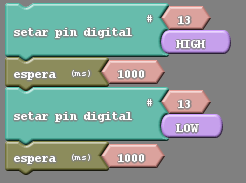 # 13
setar pin digital
HIGH
espera (ms) 1000
# 13
setar pin digital
LOW
espera (ms) 1000